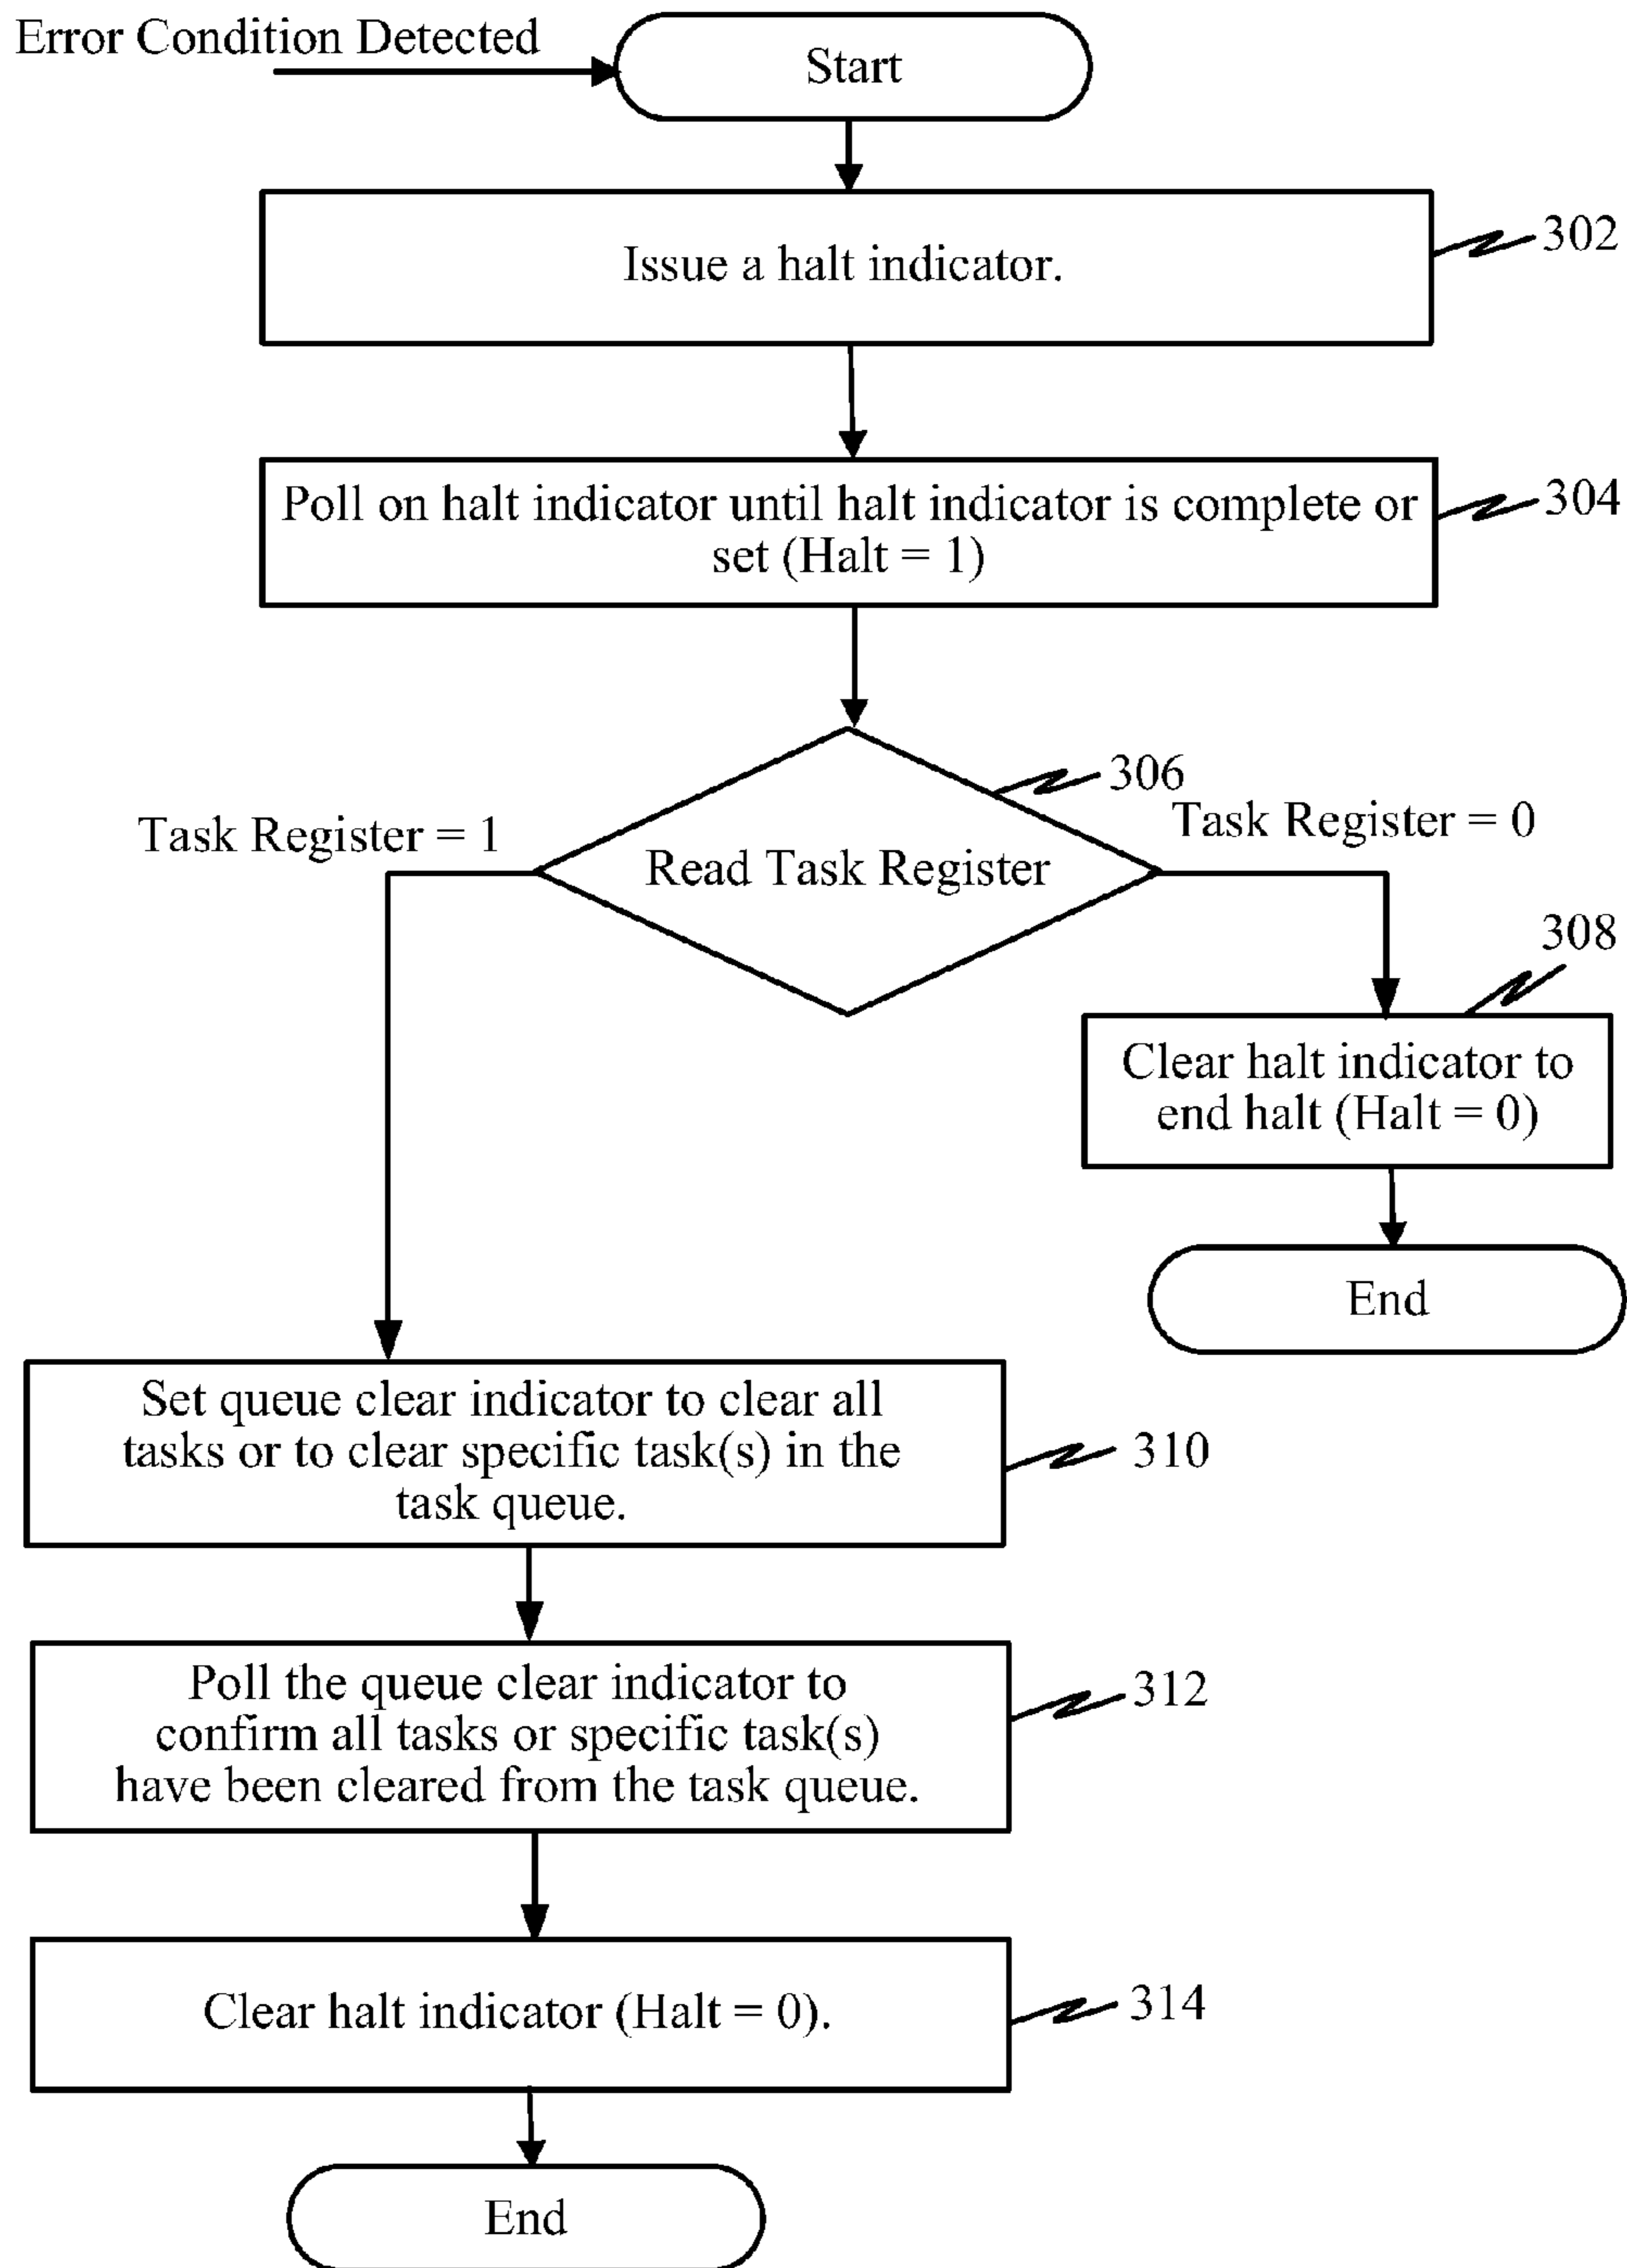 Error Condition Detected
Start
Issue a halt indicator.
302
Poll on halt indicator until halt indicator is complete or
set (Halt = 1)
304
306
Task Register = 1
Task Register = 0
Read Task Register
308
Clear halt indicator to
end halt (Halt = 0)
End
Set queue clear indicator to clear all
tasks or to clear specific task(s) in the
task queue.
310
Poll the queue clear indicator to
confirm all tasks or specific task(s)
have been cleared from the task queue.
312
Clear halt indicator (Halt = 0).
314
End